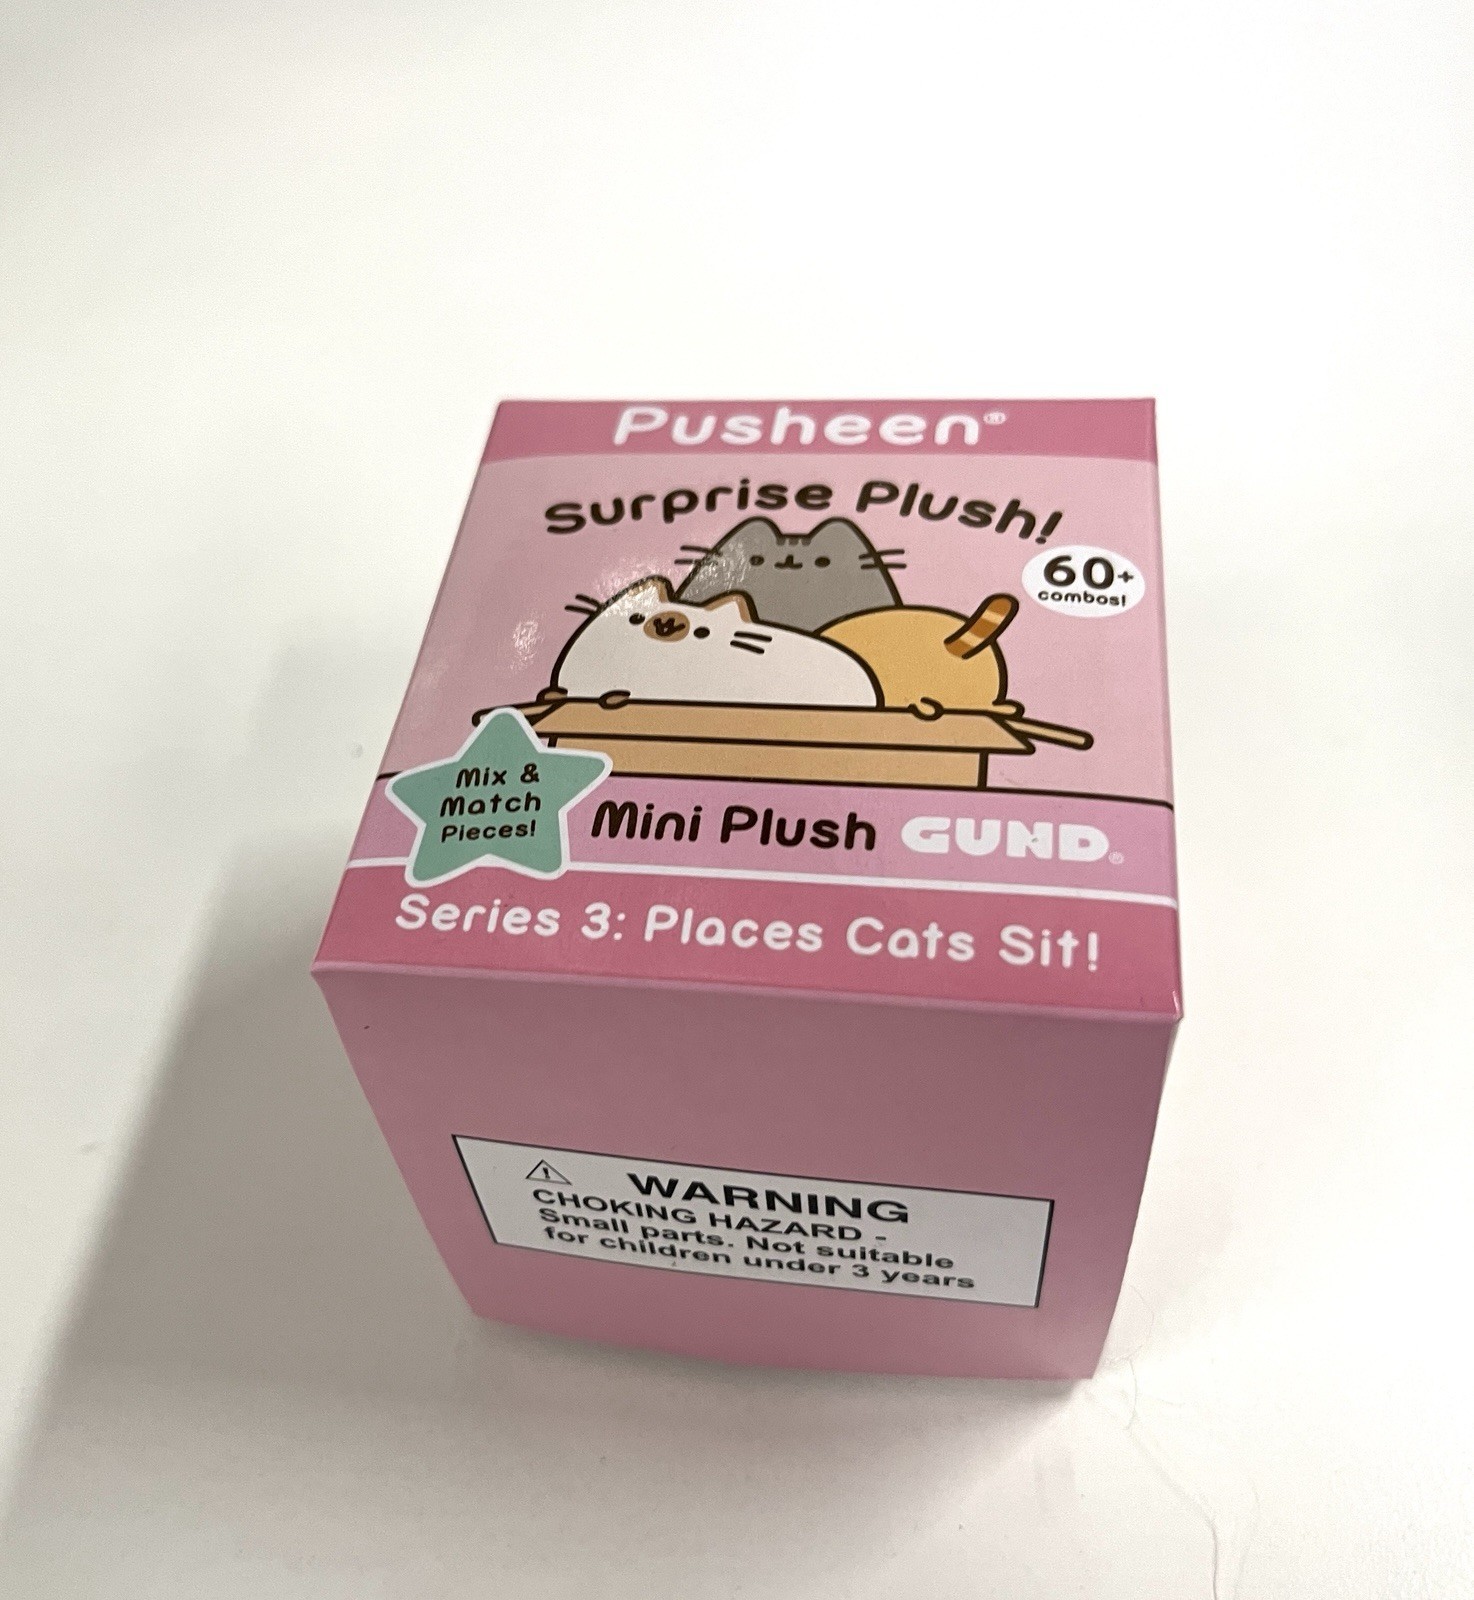 Pusheen®
Surprise Plush!
60+
combos!
Mix &
Match
Pieces!
Mini Plush GUND®
Series 3: Places Cats Sit!
WARNING
CHOKING HAZARD -
Small parts. Not suitable
for children under 3 years